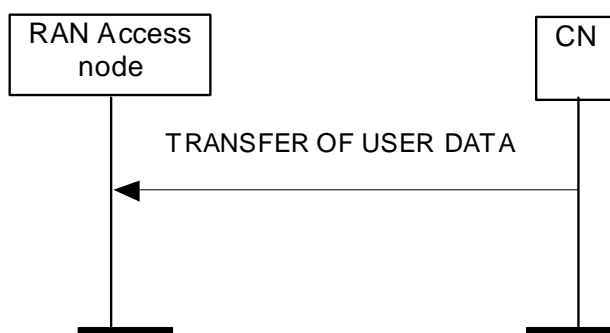 RAN Access
node
CN
TRANSFER OF USER DATA